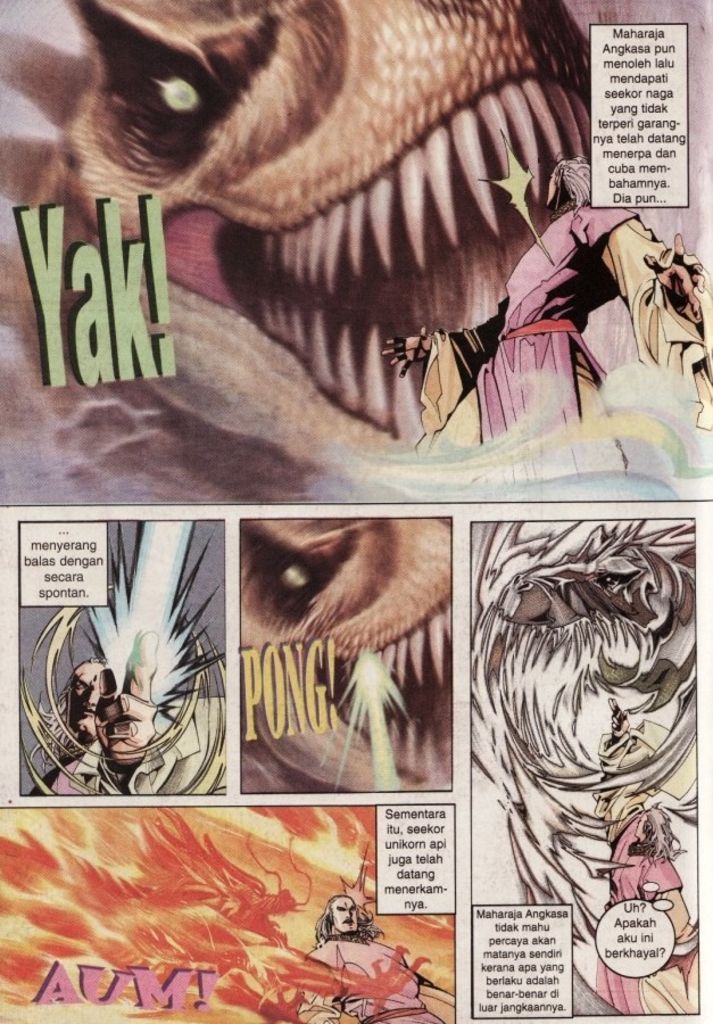 Maharaja
Angkasa pun
menoleh lalu
mendapati
seekor naga
yang tidak
terperi garang-
nya telah datang
menerpa dan
cuba mem-
bahamnya.
Dia pun...
Yak!
...
menyerang
balas dengan
secara
spontan.
PONG!
Sementara
itu, seekor
unikorn api
juga telah
datang
menerkam-
nya.
AUM!
Maharaja Angkasa
tidak mahu
percaya akan
matanya sendiri
kerana apa yang
berlaku adalah
benar-benar di
luar jangkaannya.
Uh?
Apakah
aku ini
berkhayal?